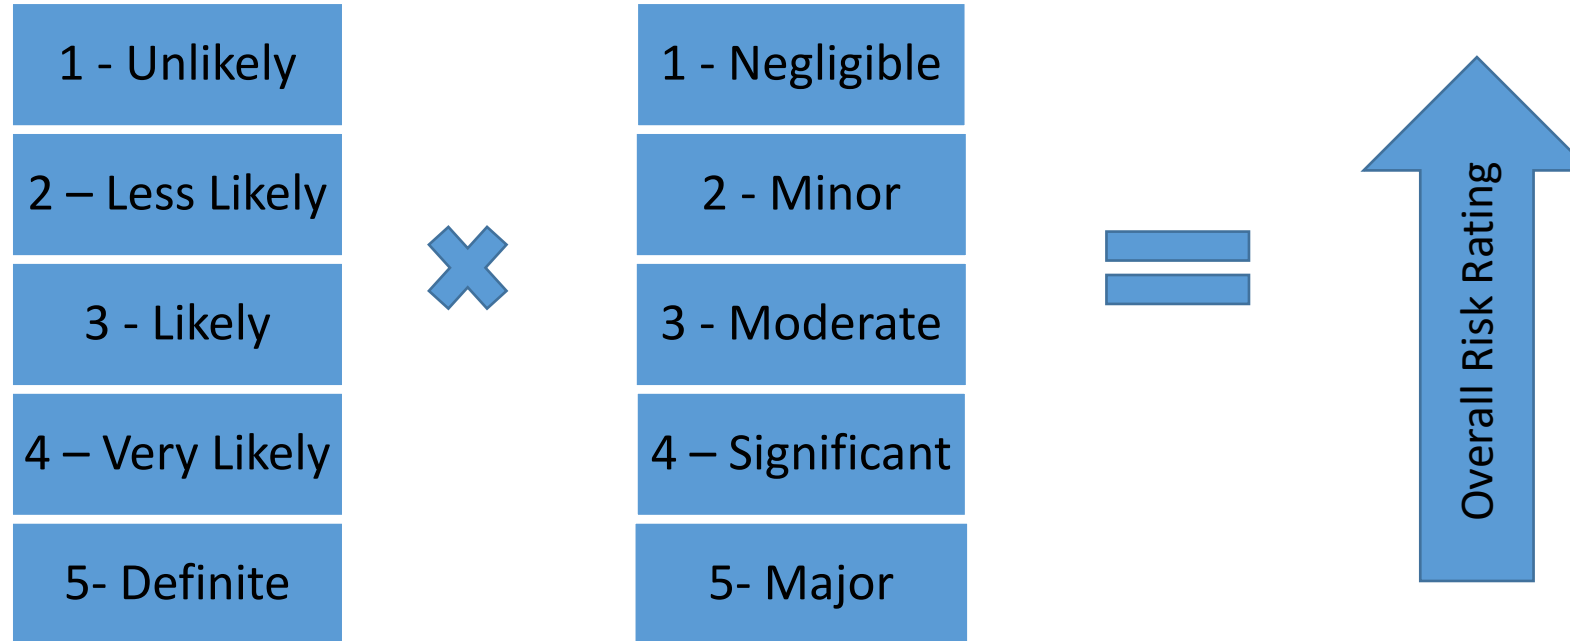 1 - Unlikely
2 – Less Likely
3 - Likely
4 – Very Likely
5- Definite
1 - Negligible
2 - Minor
3 - Moderate
4 – Significant
5- Major
Overall Risk Rating